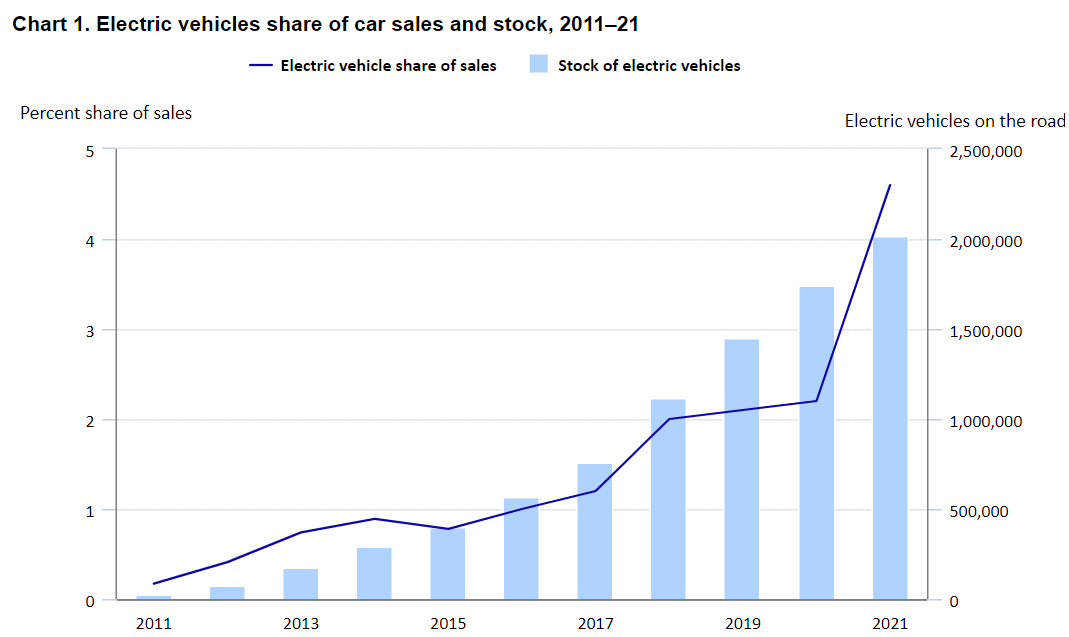 Chart 1. Electric vehicles share of car sales and stock, 2011–21
Electric vehicle share of sales Stock of electric vehicles
Percent share of sales
Electric vehicles on the road
5 2,500,000
4 2,000,000
3 1,500,000
2 1,000,000
1 500,000
0 0
2011 2013 2015 2017 2019 2021